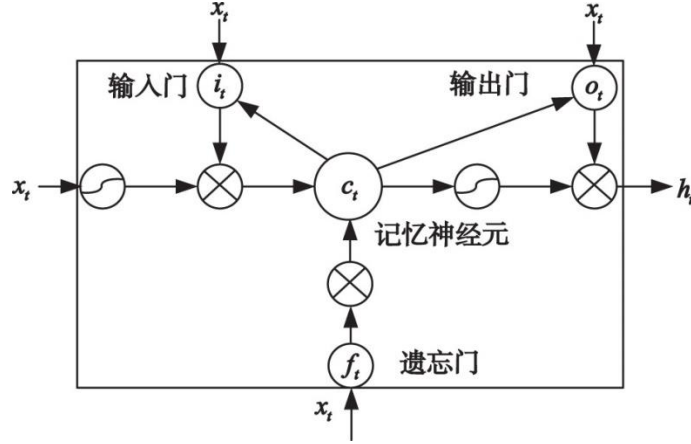 x_t x_t
输入门 i_t 输出门 o_t
x_t c_t h_t
记忆神经元
f_t 遗忘门
x_t